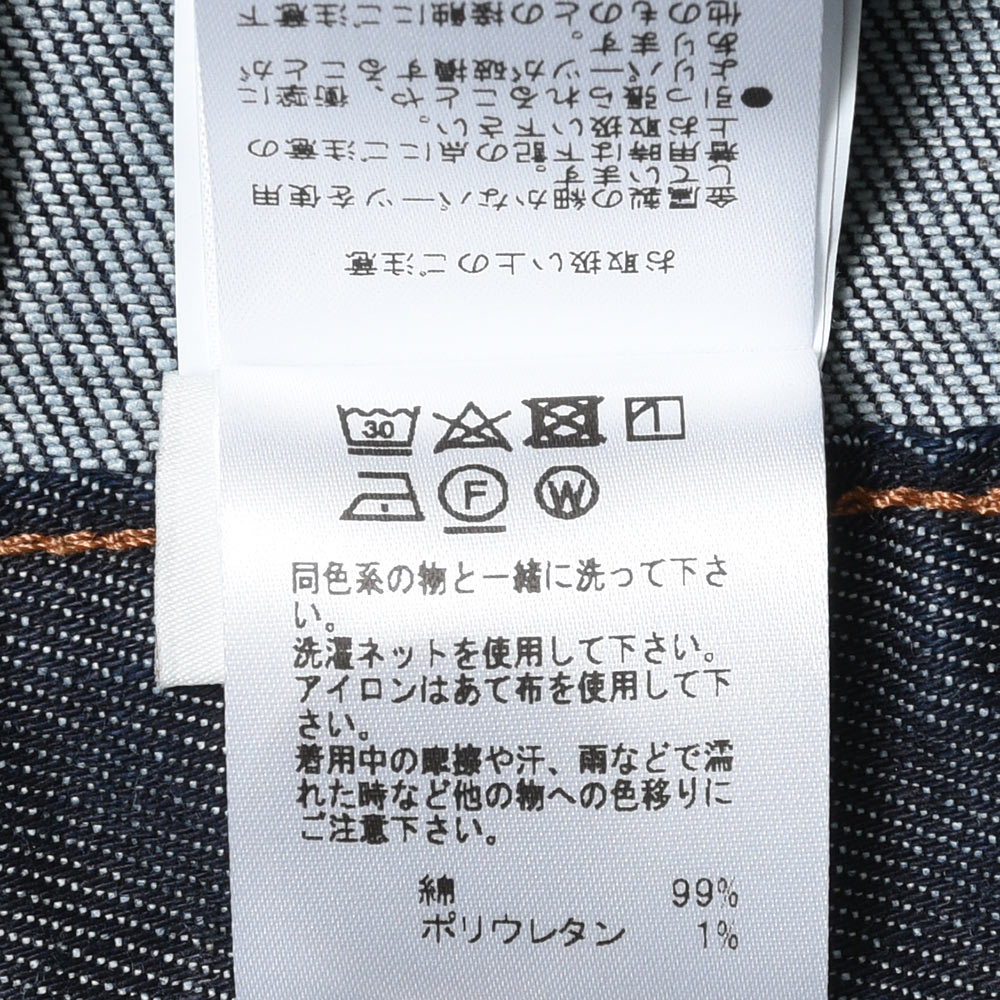 お取扱い上のご注意
金属製の細かなパーツを使用
しています。
着用時は下記の点にご注意の
上お取扱い下さい。
●引っ張られることや、衝撃に
よりパーツが破損することが
あります。
他のものとの接触にご注意下
30
F
W
同色系の物と一緒に洗って下さ
い。
洗濯ネットを使用して下さい。
アイロンはあて布を使用して下
さい。
着用中の摩擦や汗、雨などで濡
れた時など他の物への色移りに
ご注意下さい。
綿 99%
ポリウレタン 1%